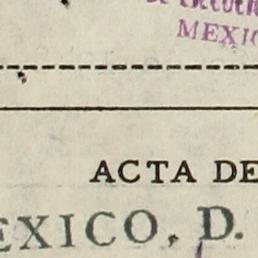 MEXIC
ACTA DE
EXICO, D.